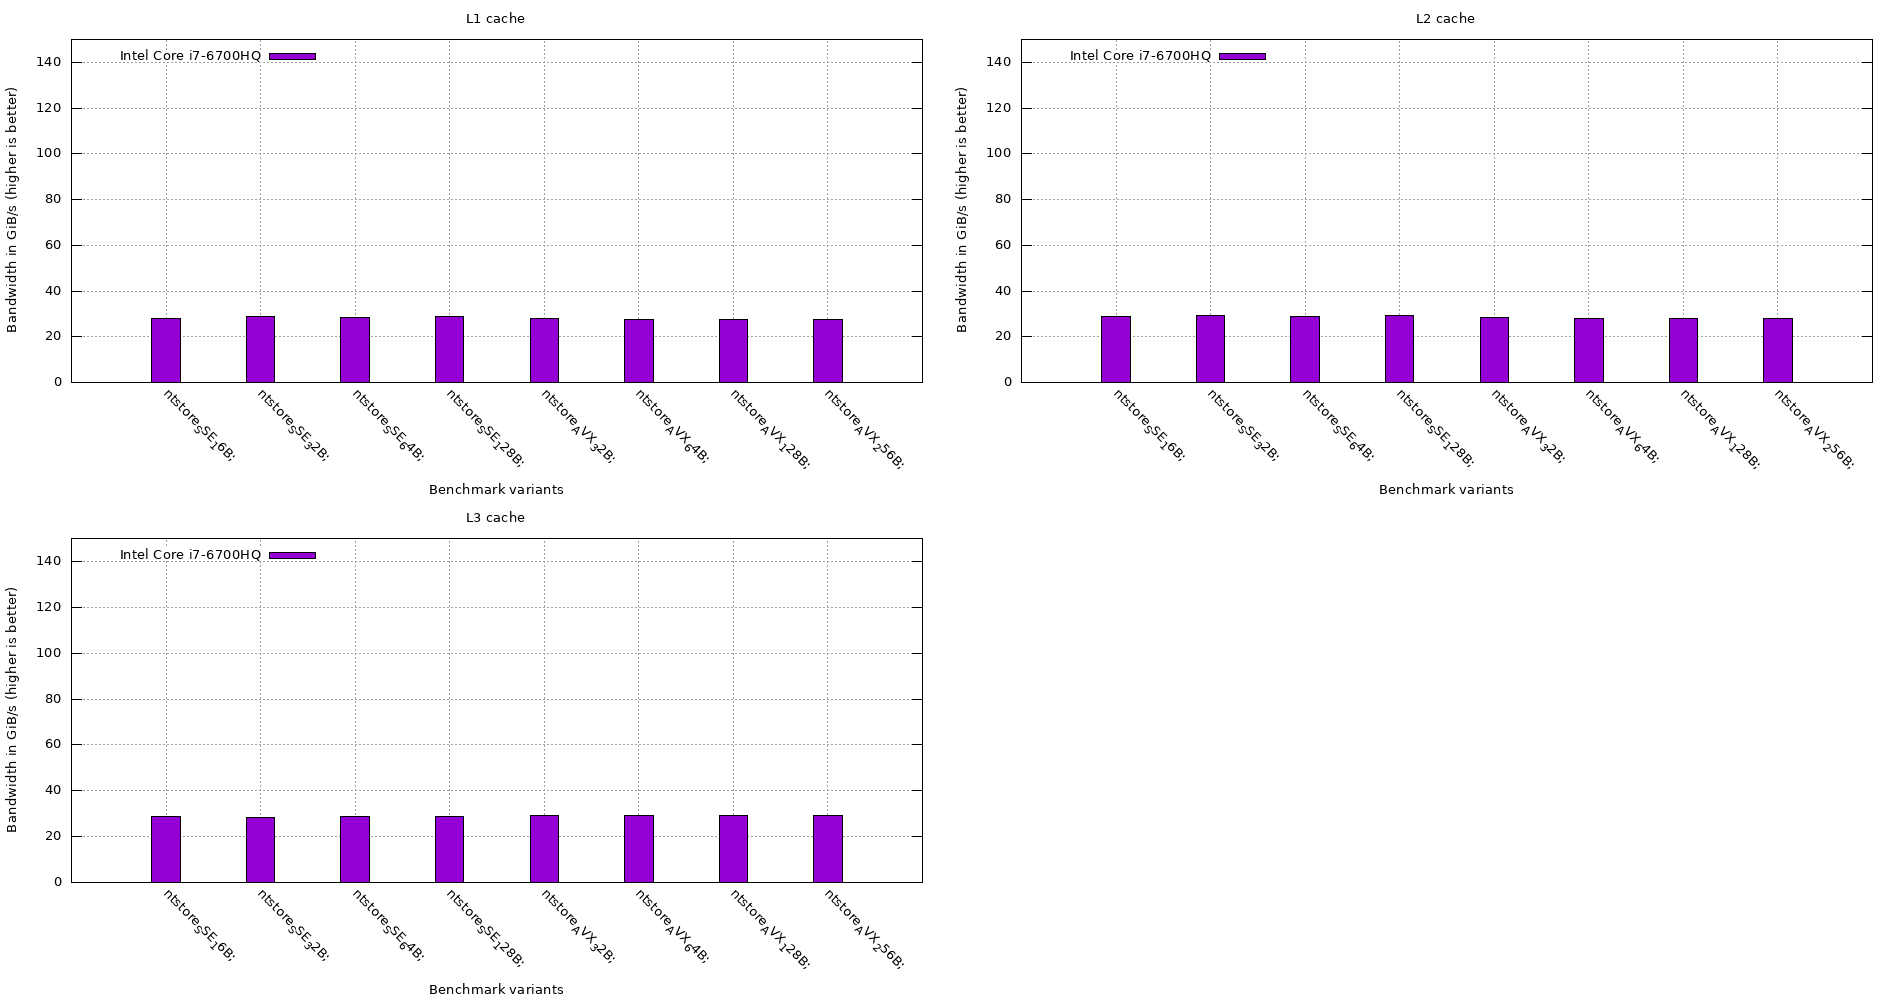 L1 cache
Intel Core i7-6700HQ
140
120
100
80
60
40
20
0
Bandwidth in GiB/s (higher is better)
ntstoreSSE16B;
ntstoreSSE32B;
ntstoreSSE64B;
ntstoreSSE128B;
ntstoreAVX32B;
ntstoreAVX64B;
ntstoreAVX128B;
ntstoreAVX256B;
Benchmark variants
L2 cache
Intel Core i7-6700HQ
140
120
100
80
60
40
20
0
Bandwidth in GiB/s (higher is better)
ntstoreSSE16B;
ntstoreSSE32B;
ntstoreSSE64B;
ntstoreSSE128B;
ntstoreAVX32B;
ntstoreAVX64B;
ntstoreAVX128B;
ntstoreAVX256B;
Benchmark variants
L3 cache
Intel Core i7-6700HQ
140
120
100
80
60
40
20
0
Bandwidth in GiB/s (higher is better)
ntstoreSSE16B;
ntstoreSSE32B;
ntstoreSSE64B;
ntstoreSSE128B;
ntstoreAVX32B;
ntstoreAVX64B;
ntstoreAVX128B;
ntstoreAVX256B;
Benchmark variants